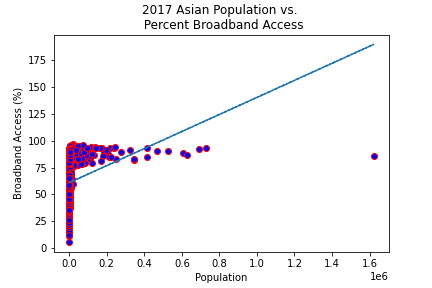 2017 Asian Population vs.
Percent Broadband Access
Broadband Access (%)
175
150
125
100
75
50
25
0
0.0 0.2 0.4 0.6 0.8 1.0 1.2 1.4 1.6
1e6
Population